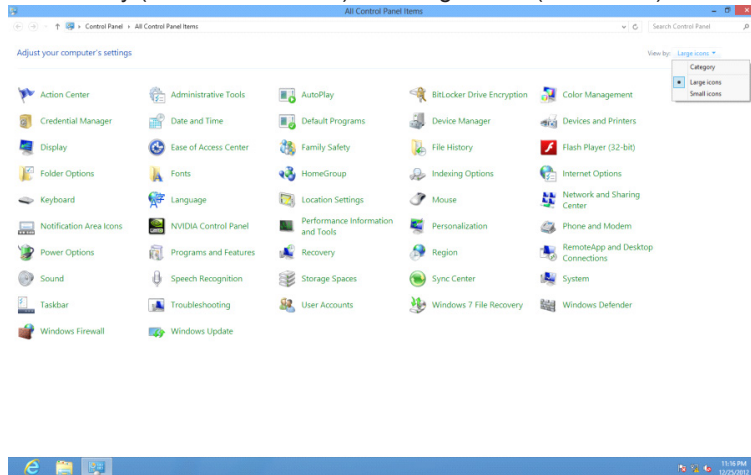 All Control Panel Items
Control Panel All Control Panel Items
Search Control Panel
Adjust your computer's settings
View by: Large icons
Category
Large icons
Small icons
Action Center Administrative Tools AutoPlay BitLocker Drive Encryption Color Management
Credential Manager Date and Time Default Programs Device Manager Devices and Printers
Display Ease of Access Center Family Safety File History Flash Player (32-bit)
Folder Options Fonts HomeGroup Indexing Options Internet Options
Keyboard Language Location Settings Mouse Network and Sharing
Center
Notification Area Icons NVIDIA Control Panel Performance Information
and Tools Personalization Phone and Modem
Power Options Programs and Features Recovery Region RemoteApp and Desktop
Connections
Sound Speech Recognition Storage Spaces Sync Center System
Taskbar Troubleshooting User Accounts Windows 7 File Recovery Windows Defender
Windows Firewall Windows Update
11:16 PM
12/25/2012